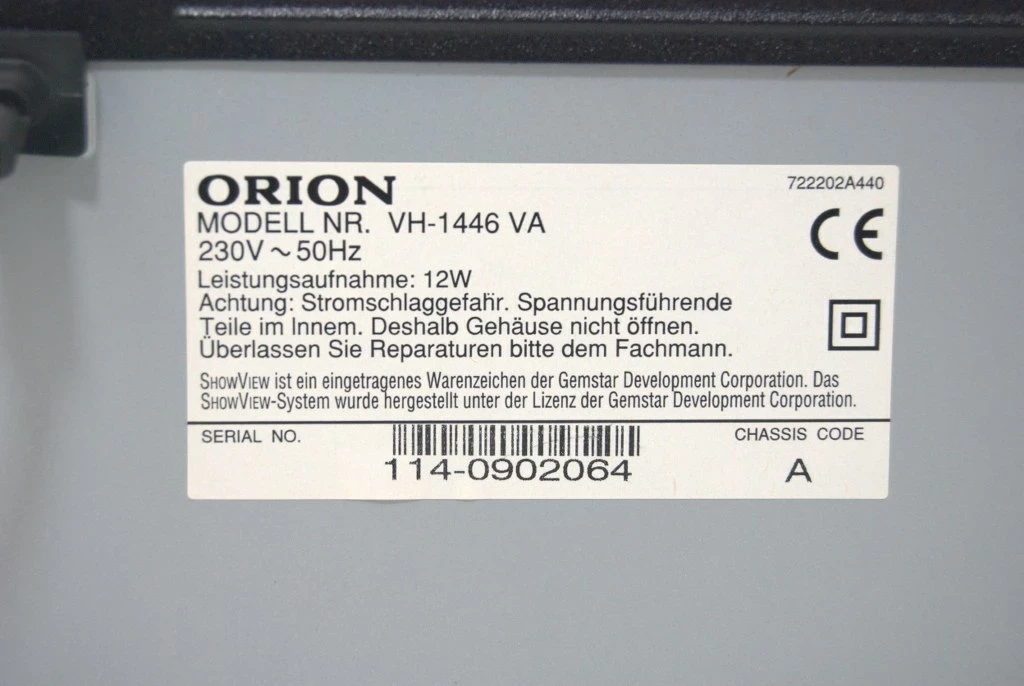 ORION
722202A440
MODELL NR. VH-1446 VA
230V ~ 50Hz
CE
Leistungsaufnahme: 12W
Achtung: Stromschlaggefahr. Spannungsführende
Teile im Innern. Deshalb Gehäuse nicht öffnen.
Überlassen Sie Reparaturen bitte dem Fachmann.
SHOWVIEW ist ein eingetragenes Warenzeichen der Gemstar Development Corporation. Das
SHOWVIEW-System wurde hergestellt unter der Lizenz der Gemstar Development Corporation.
SERIAL NO.
114-0902064
CHASSIS CODE
A